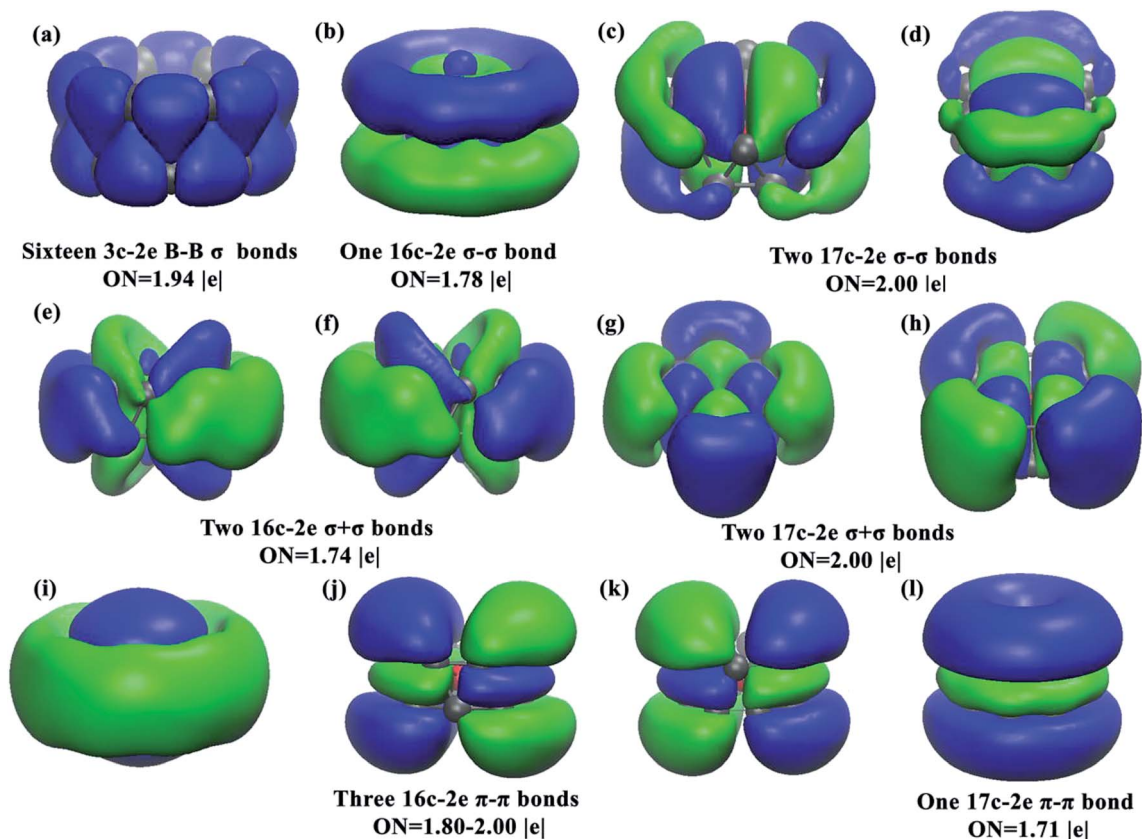 (a)
(b)
(c)
(d)
Sixteen 3c-2e B-B σ bonds
ON=1.94 |e|
One 16c-2e σ-σ bond
ON=1.78 |e|
Two 17c-2e σ-σ bonds
ON=2.00 |e|
(e)
(f)
(g)
(h)
Two 16c-2e σ+σ bonds
ON=1.74 |e|
Two 17c-2e σ+σ bonds
ON=2.00 |e|
(i)
(j)
(k)
(l)
Three 16c-2e π-π bonds
ON=1.80-2.00 |e|
One 17c-2e π-π bond
ON=1.71 |e|